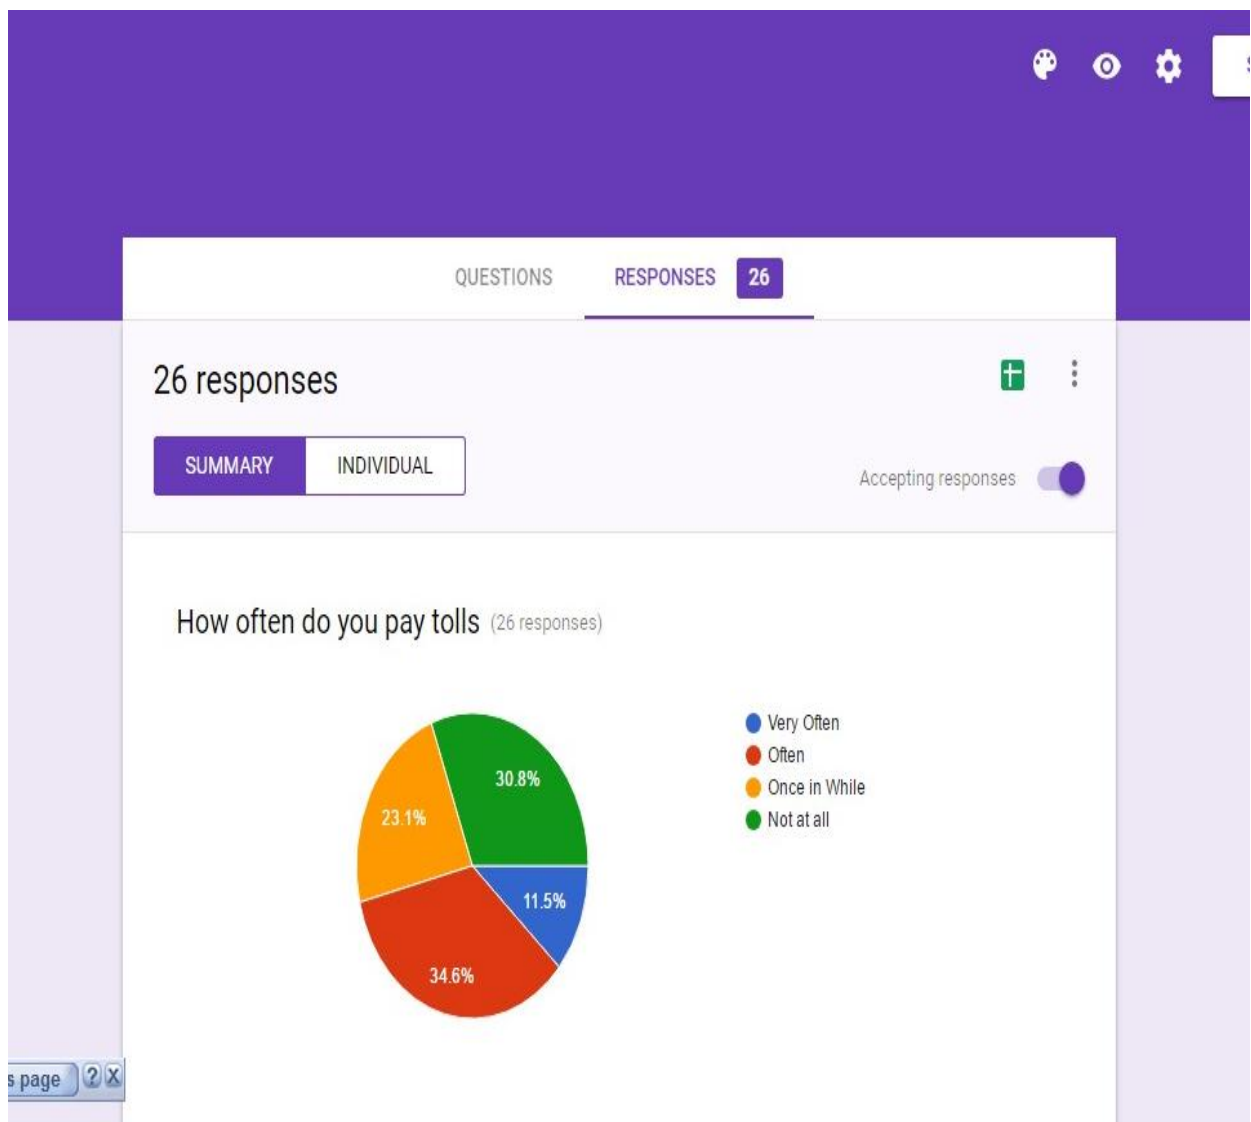 QUESTIONS RESPONSES 26
26 responses
SUMMARY INDIVIDUAL
Accepting responses
How often do you pay tolls (26 responses)
Very Often
Often
Once in While
Not at all
30.8%
23.1%
11.5%
34.6%
s page ? X